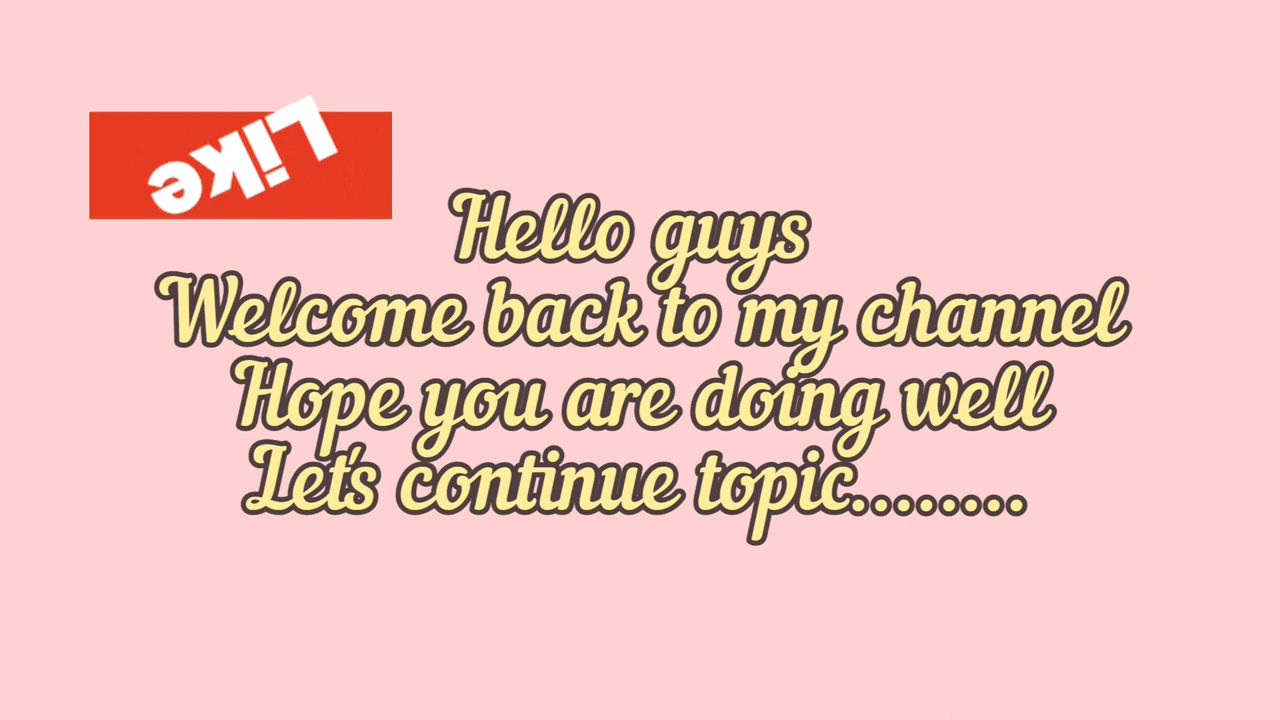 Like
Hello guys
Welcome back to my channel
Hope you are doing well
Let's continue topic........